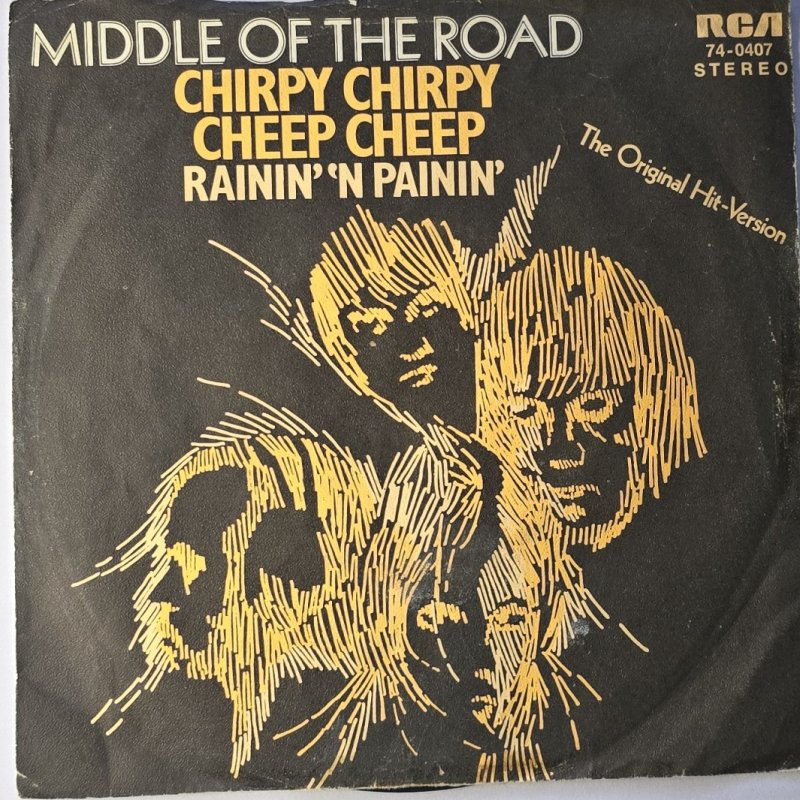 MIDDLE OF THE ROAD
CHIRPY CHIRPY
CHEEP CHEEP
RAININ' 'N PAININ'
RCA
74-0407
STEREO
The Original Hit-Version